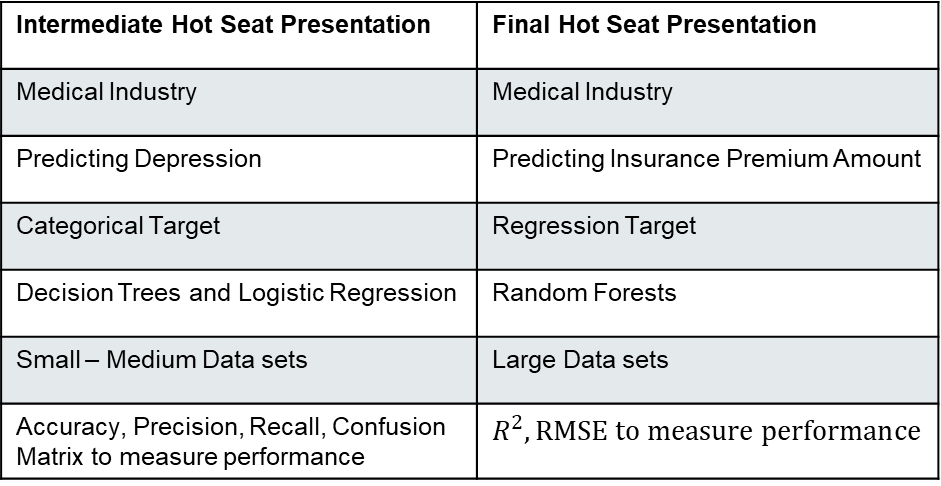 Intermediate Hot Seat Presentation
Final Hot Seat Presentation
Medical Industry
Medical Industry
Predicting Depression
Predicting Insurance Premium Amount
Categorical Target
Regression Target
Decision Trees and Logistic Regression
Random Forests
Small – Medium Data sets
Large Data sets
Accuracy, Precision, Recall, Confusion
Matrix to measure performance
R², RMSE to measure performance